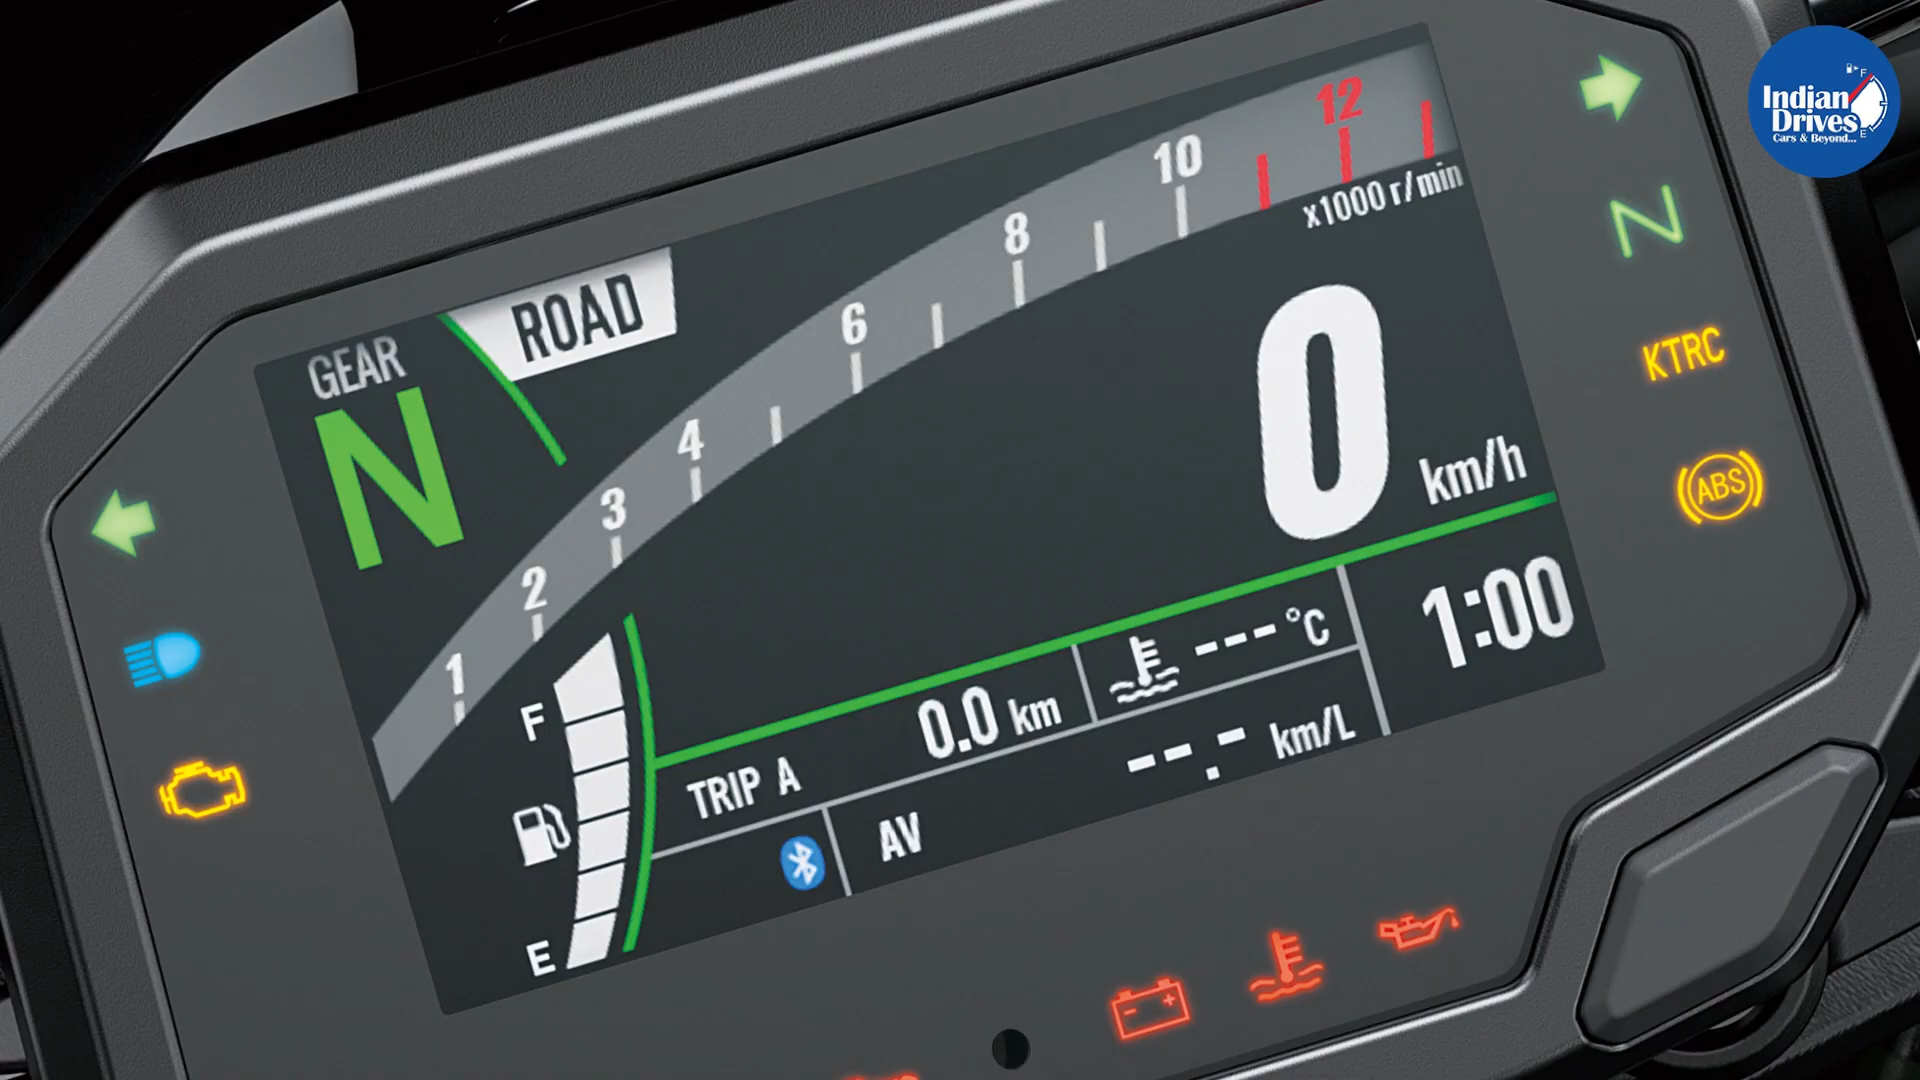 Indian
Drives
Cars & Beyond...
F
E
12
10
8
6
4
3
2
1
x1000 r/min
ROAD
GEAR
N
N
KTRC
ABS
0 km/h
1:00
---°C
0.0 km
TRIP A
--.- km/L
AV
F
E